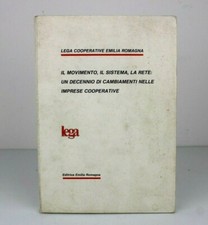 LEGA COOPERATIVE EMILIA ROMAGNA
IL MOVIMENTO, IL SISTEMA, LA RETE:
UN DECENNIO DI CAMBIAMENTI NELLE
IMPRESE COOPERATIVE
lega
Editrice Emilia Romagna